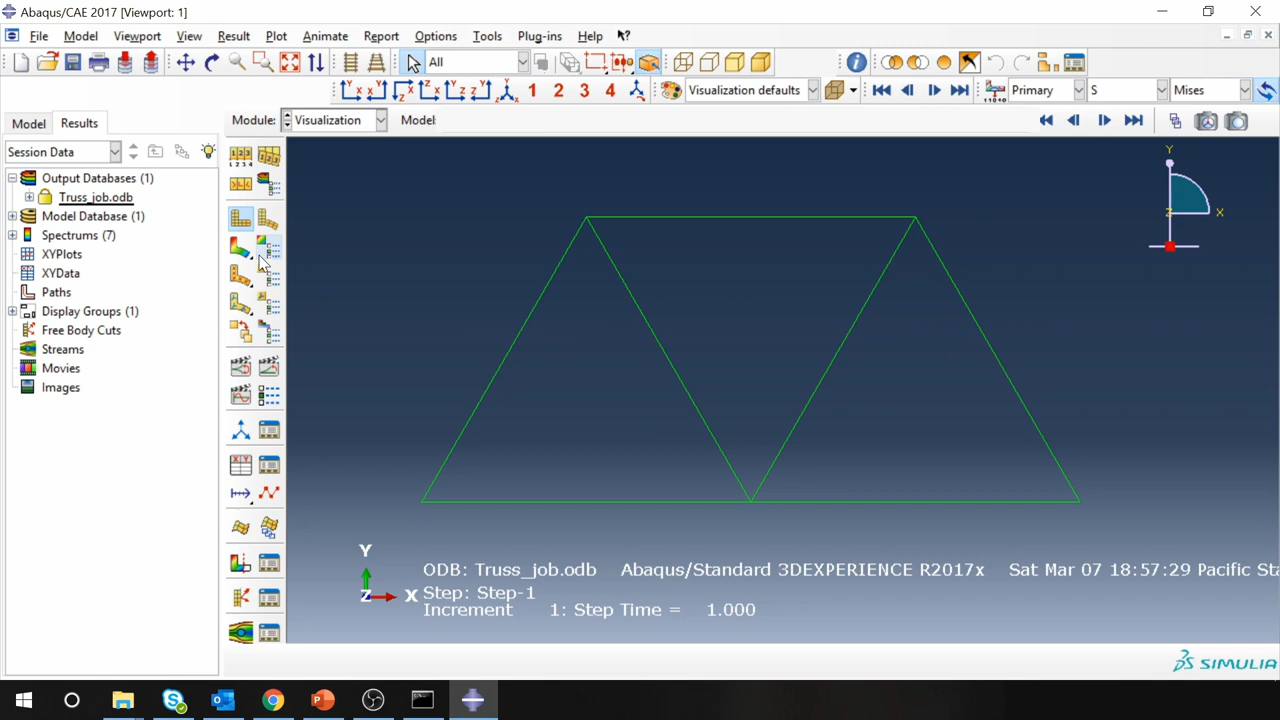 Abaqus/CAE 2017 [Viewport: 1]
File Model Viewport View Result Plot Animate Report Options Tools Plug-ins Help
All
Visualization defaults
1 2 3 4
Primary S Mises
Model Results
Module: Visualization Model:
Session Data
Output Databases (1)
Truss_job.odb
Model Database (1)
Spectrums (7)
XYPlots
XYData
Paths
Display Groups (1)
Free Body Cuts
Streams
Movies
Images
Y
Z X
Y
Z X
ODB: Truss_job.odb Abaqus/Standard 3DEXPERIENCE R2017x Sat Mar 07 18:57:29 Pacific Sta
Step: Step-1
Increment 1: Step Time = 1.000
SIMULIA